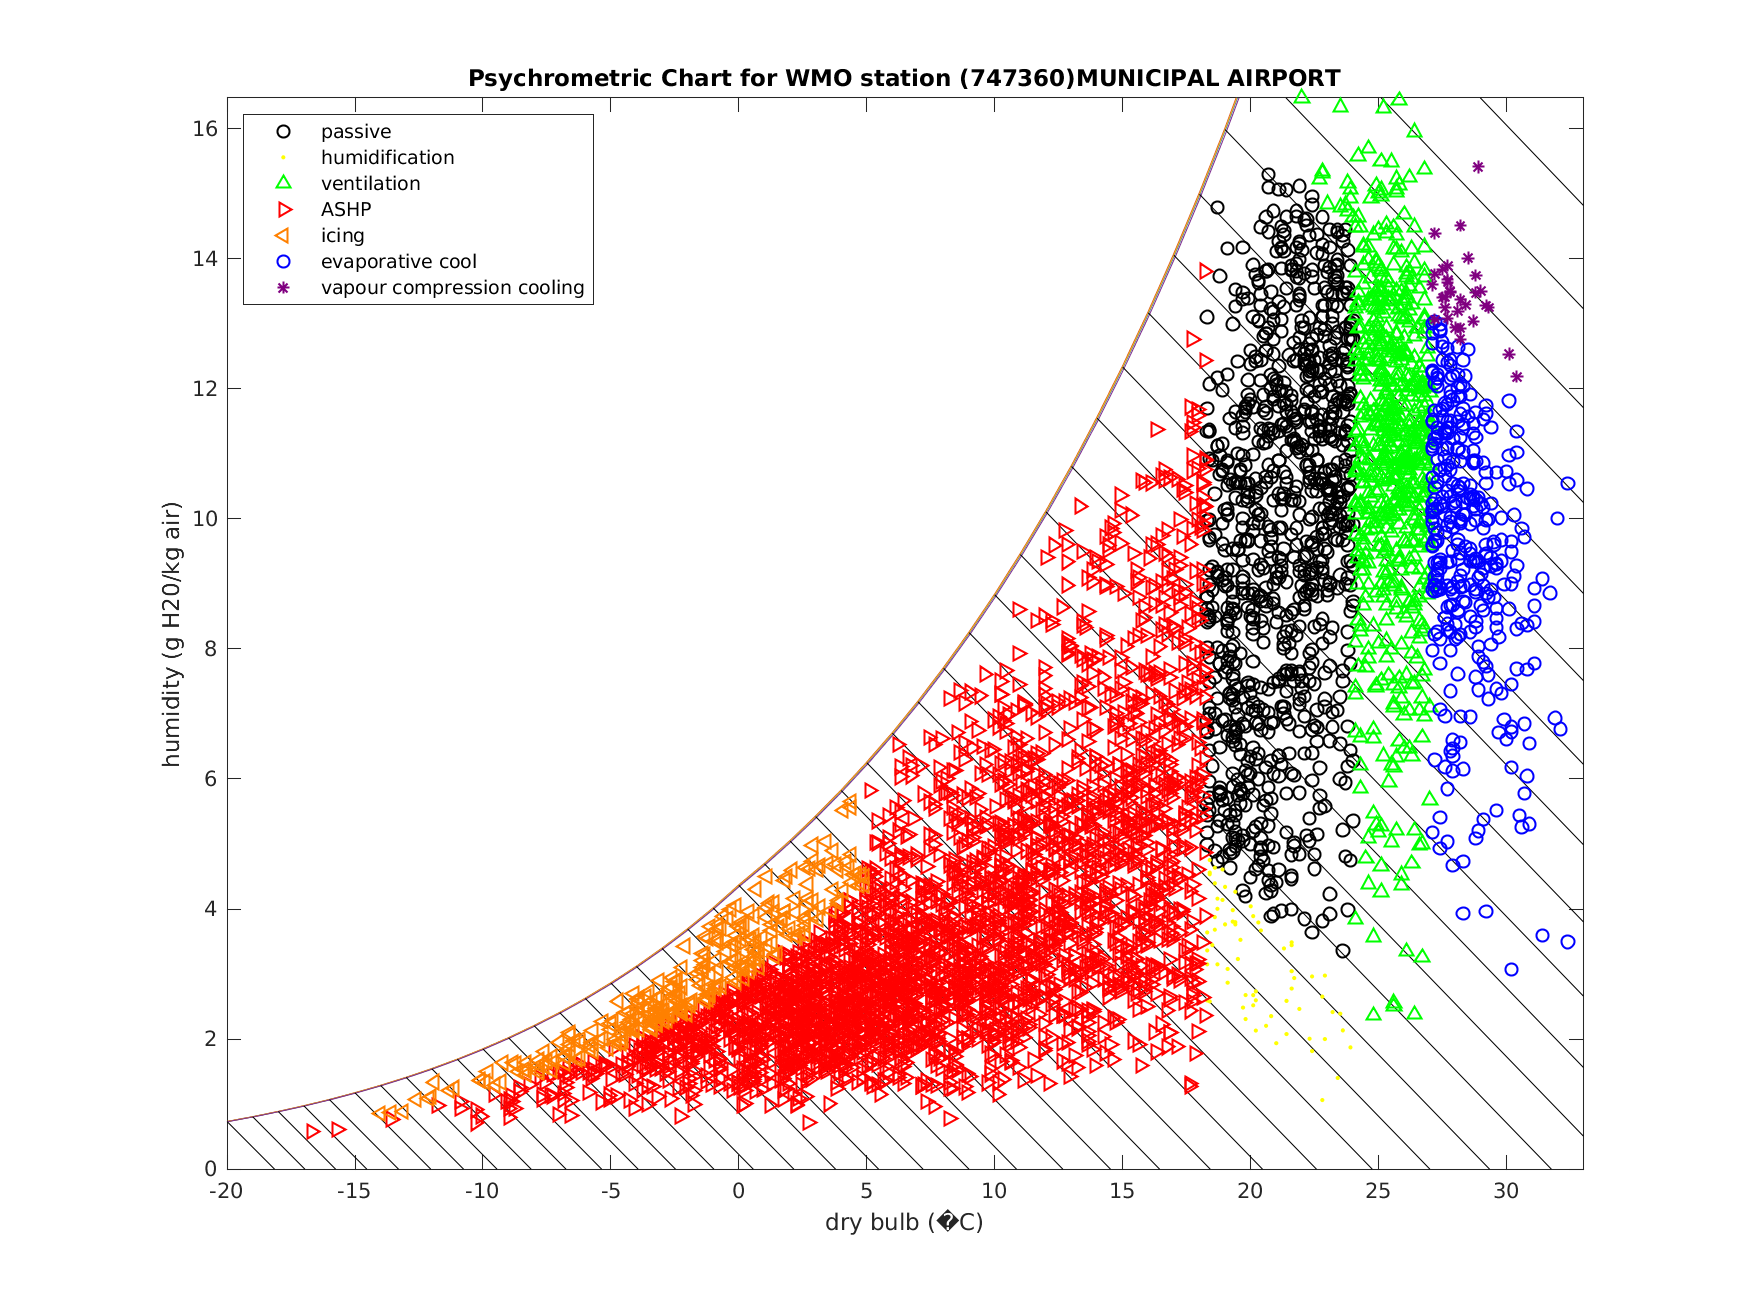 Psychrometric Chart for WMO station (747360)MUNICIPAL AIRPORT
passive
humidification
ventilation
ASHP
icing
evaporative cool
vapour compression cooling
humidity (g H20/kg air)
16
14
12
10
8
6
4
2
0
-20 -15 -10 -5 0 5 10 15 20 25 30
dry bulb (�C)